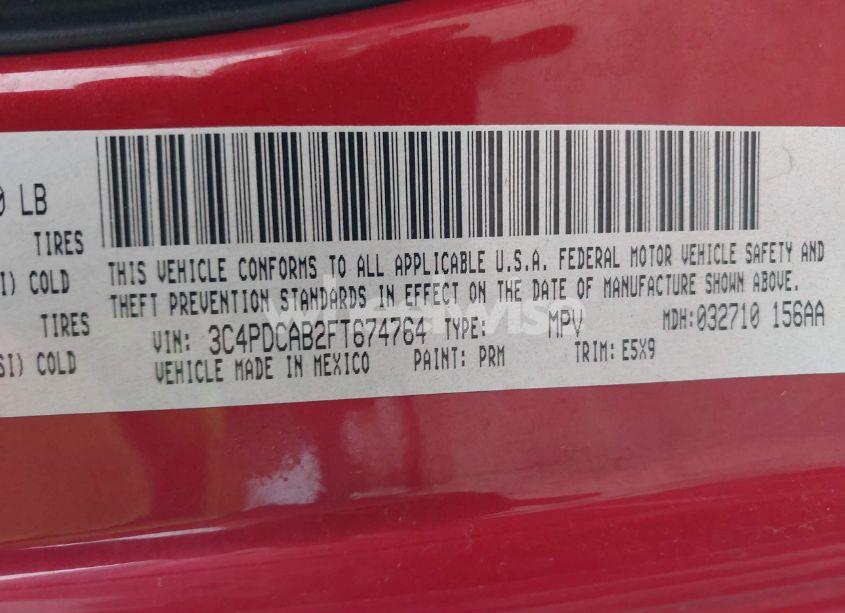 0 LB
TIRES
I) COLD
TIRES
SI) COLD
THIS VEHICLE CONFORMS TO ALL APPLICABLE U.S.A. FEDERAL MOTOR VEHICLE SAFETY AND
THEFT PREVENTION STANDARDS IN EFFECT ON THE DATE OF MANUFACTURE SHOWN ABOVE.
VIN: 3C4PDCAB2FT674764 TYPE: MPV MDH:032710 156AA
VEHICLE MADE IN MEXICO PAINT: PRM TRIM: E5X9